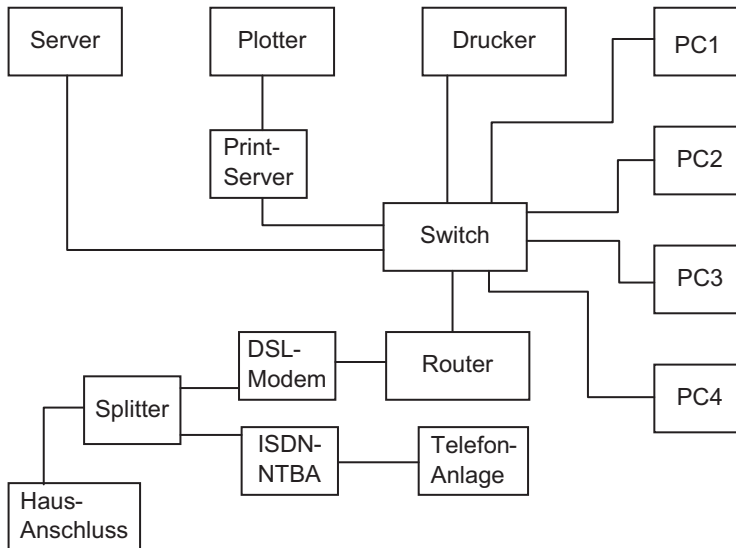 Server
Plotter
Drucker
PC1
Print-
Server
PC2
Switch
PC3
DSL-
Modem
Router
Splitter
PC4
ISDN-
NTBA
Telefon-
Anlage
Haus-
Anschluss